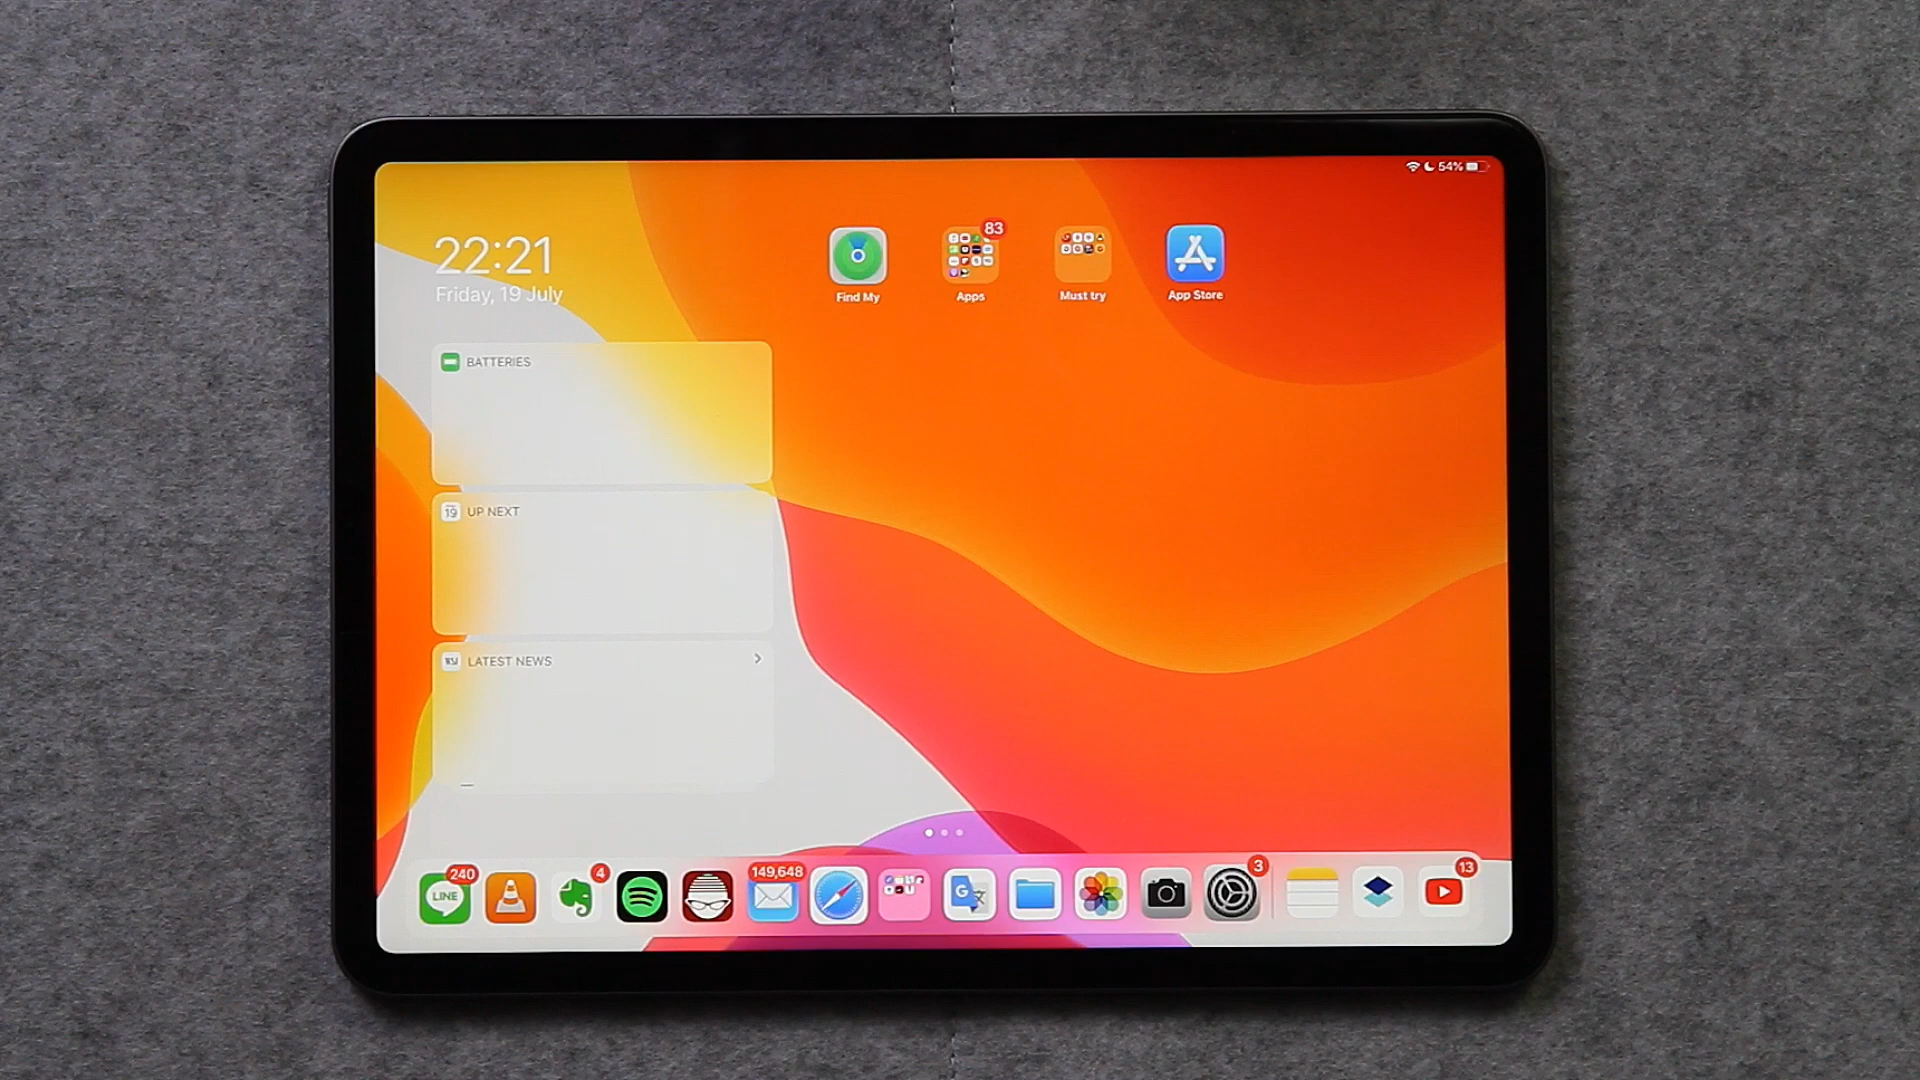 54%
22:21
Friday, 19 July
83
Find My
Apps
Must try
App Store
BATTERIES
19
UP NEXT
WSJ
LATEST NEWS
240
4
149,648
3
13
LINE
G